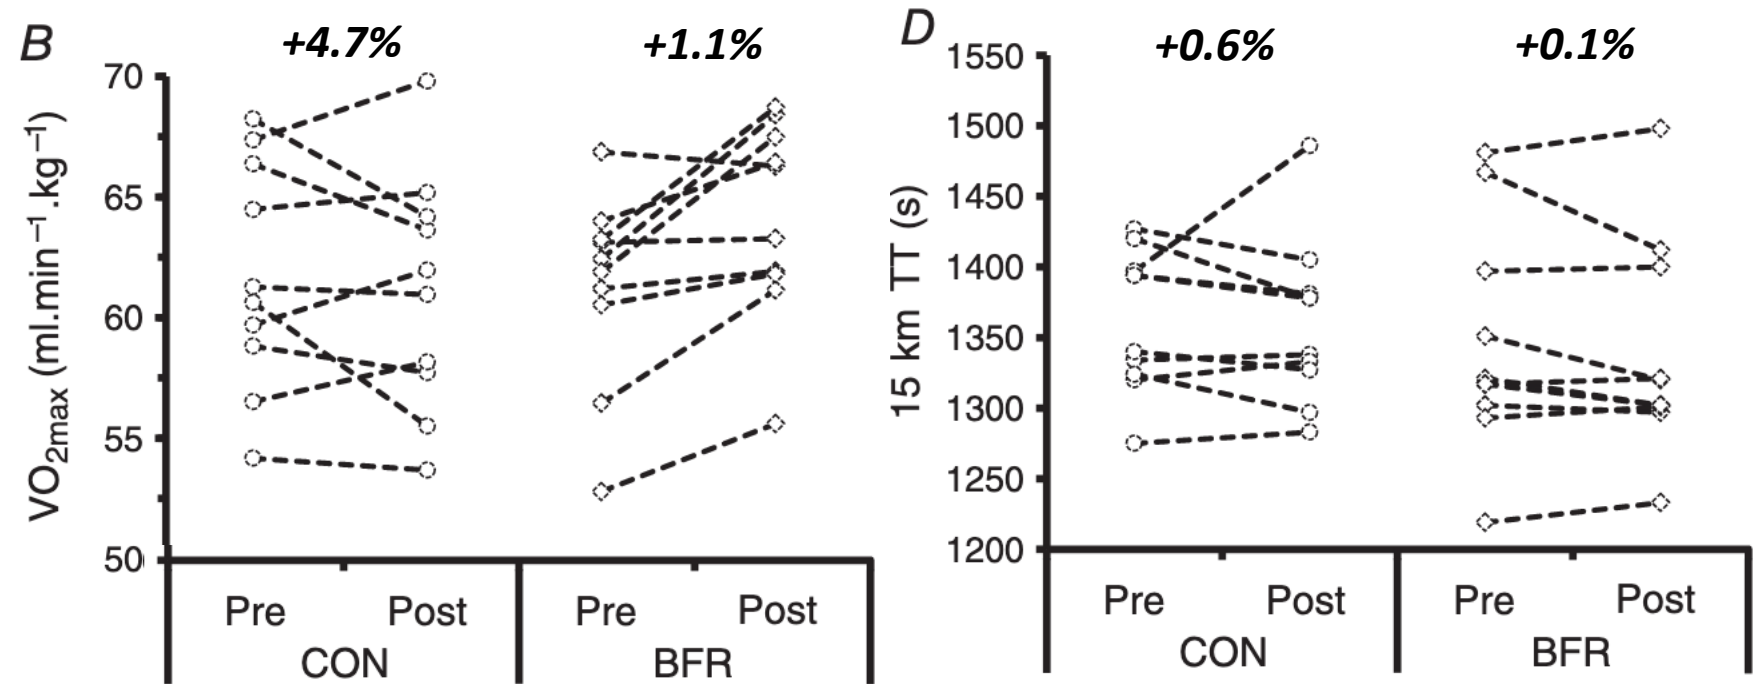 B
+4.7%
+1.1%
VO2max (ml.min⁻¹.kg⁻¹)
70
65
60
55
50
Pre
Post
Pre
Post
CON
BFR
D
+0.6%
+0.1%
15 km TT (s)
1550
1500
1450
1400
1350
1300
1250
1200
Pre
Post
Pre
Post
CON
BFR